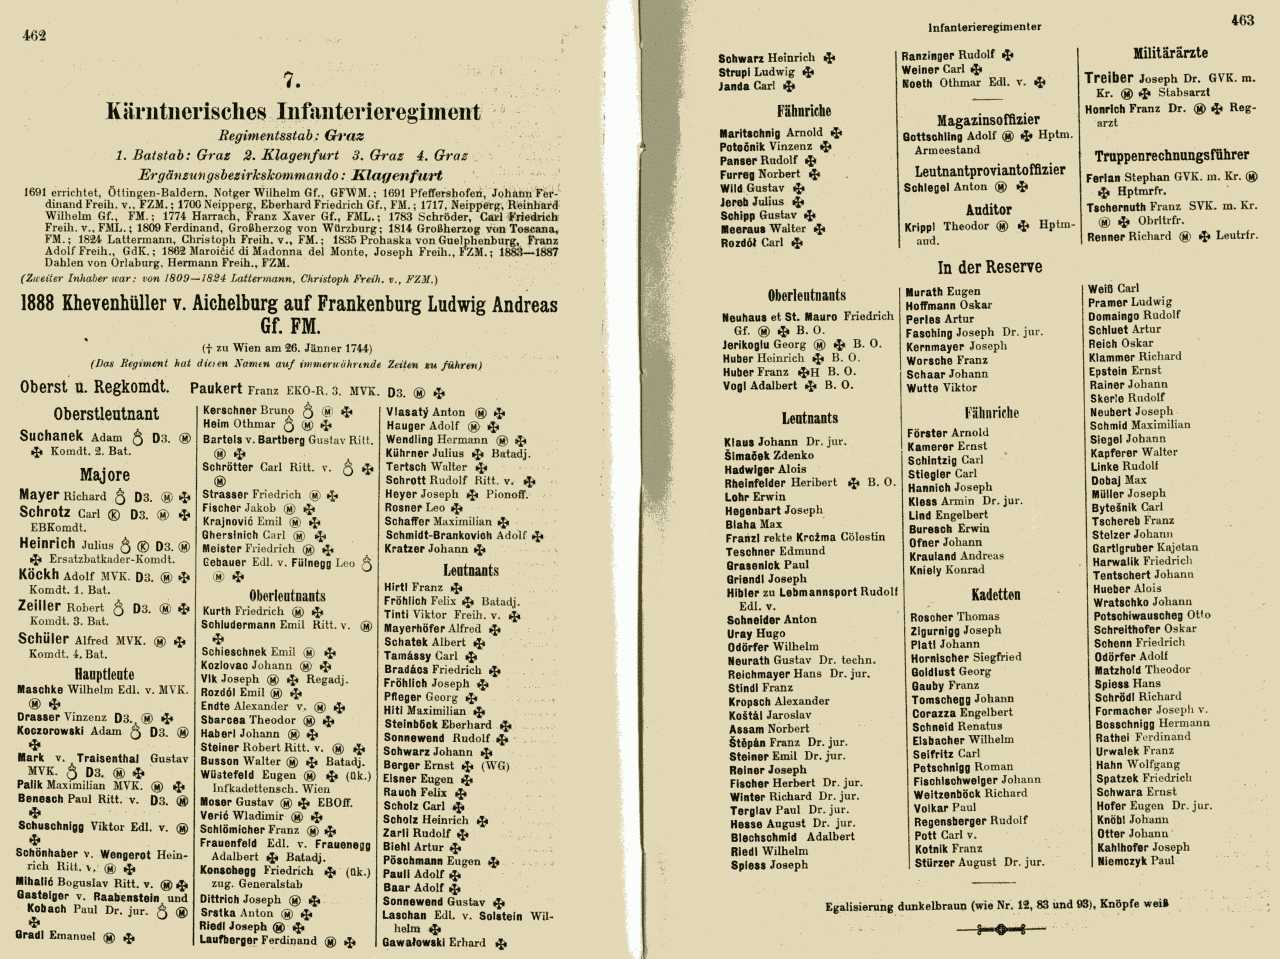 462
7.
Kärntnerisches Infanterieregiment
Regimentsstab: Graz
1. Batstab: Graz 2. Klagenfurt 3. Graz 4. Graz
Ergänzungsbezirkskommando: Klagenfurt
1691 errichtet, Öttingen-Baldern, Notger Wilhelm Gf., GFWM.; 1691 Pfeffershofen, Johann Frei-
dinand Freih. v., FZM.; 1700 Neipperg, Eberhard Friedrich Gf., FM.; 1717, Neipperg, Reinhard
Wilhelm Gf., FM.; 1774 Harrach, Franz Xaver Gf., FML.; 1783 Schröder, Carl Friedrich
Freih. v., FML.; 1809 Ferdinand, Großherzog von Würzburg; 1814 Großherzog von Toscana,
FM.; 1824 Lattermann, Christoph Freih. v., FM.; 1835 Prohaska von Guelphenburg, Franz
Adolf Freih., GdK.; 1862 Maroičić di Madonna del Monte, Joseph Freih., FZM.; 1883—1887
Dahlen von Orlaburg, Hermann Freih., FZM.
(Zweiter Inhaber war: von 1809—1824 Lattermann, Christoph Freih. v., FZM.)
1888 Khevenhüller v. Aichelburg auf Frankenburg Ludwig Andreas
Gf. FM.
(† zu Wien am 26. Jänner 1744)
(Das Regiment hat diesen Namen auf immerwährende Zeiten zu führen)
Oberst u. Regkomdt. Paukert Franz EKO-R. 3. MVK. D3. Ⓜ ✠
Oberstleutnant
Suchanek Adam D3. Ⓜ
✠ Komdt. 2. Bat.
Majore
Mayer Richard D3. Ⓜ ✠
Schrotz Carl Ⓚ D3. Ⓜ ✠
EBKomdt.
Heinrich Julius Ⓚ D3. Ⓜ
✠ Ersatzbatkader-Komdt.
Köckh Adolf MVK. D3. Ⓜ ✠
Komdt. 1. Bat.
Zeiller Robert D3. Ⓜ ✠
Komdt. 3. Bat.
Schüler Alfred MVK. Ⓜ ✠
Komdt. 4. Bat.
Hauptleute
Maschke Wilhelm Edl. v. MVK.
Ⓜ ✠
Drasser Vinzenz D3. Ⓜ ✠
Koczorowski Adam D3. Ⓜ
✠
Mark v. Traisenthal Gustav
MVK. D3. Ⓜ ✠
Palik Maximilian MVK. Ⓜ ✠
Benesch Paul Ritt. v. D3. Ⓜ
✠
Schuschnigg Viktor Edl. v. Ⓜ
✠
Schönhaber v. Wengerot Hein-
rich Ritt. v. Ⓜ ✠
Mihalić Boguslav Ritt. v. Ⓜ ✠
Gasteiger v. Raabenstein und
Kobach Paul Dr. jur. Ⓜ
✠
Gradl Emanuel Ⓜ ✠
Kerschner Bruno Ⓜ ✠
Heim Othmar Ⓜ ✠
Bartels v. Bartberg Gustav Ritt.
Ⓜ ✠
Schrötter Carl Ritt. v. ✠
Ⓜ
Strasser Friedrich Ⓜ ✠
Fischer Jakob Ⓜ ✠
Krajnović Emil Ⓜ ✠
Ghersinich Carl Ⓜ ✠
Meister Friedrich Ⓜ ✠
Gebauer Edl. v. Fülnegg Leo
Ⓜ ✠
Oberleutnants
Kurth Friedrich Ⓜ ✠
Schludermann Emil Ritt. v. Ⓜ
✠
Schieschnek Emil Ⓜ ✠
Kozlovac Johann Ⓜ ✠
Vlk Joseph Ⓜ ✠ Regadj.
Rozdól Emil Ⓜ ✠
Endte Alexander v. Ⓜ ✠
Sbarcea Theodor Ⓜ ✠
Haberl Johann Ⓜ ✠
Steiner Robert Ritt. v. Ⓜ ✠
Busson Walter Ⓜ ✠ Batadj.
Wüstefeld Eugen Ⓜ ✠ (ük.)
Infkadettensch. Wien
Moser Gustav Ⓜ ✠ EBOff.
Verić Wladimir Ⓜ ✠
Schlömicher Franz Ⓜ ✠
Frauenfeld Edl. v. Frauenegg
Adalbert ✠ Batadj.
Konschegg Friedrich ✠ (ük.)
zug. Generalstab
Dittrich Joseph Ⓜ ✠
Srstka Anton Ⓜ ✠
Riedl Joseph Ⓜ ✠
Laufberger Ferdinand Ⓜ ✠
Vlasatý Anton Ⓜ ✠
Hauger Adolf Ⓜ ✠
Wendling Hermann Ⓜ ✠
Kührner Julius ✠ Batadj.
Tertsch Walter ✠
Schrott Rudolf Ritt. v. ✠
Heyer Joseph ✠ Pionoff.
Rosner Leo ✠
Schaffer Maximilian ✠
Schmidt-Brankovich Adolf ✠
Kratzer Johann ✠
Leutnants
Hirtl Franz ✠
Fröhlich Felix ✠ Batadj.
Tinti Viktor Freih. v. ✠
Mayerhöfer Alfred ✠
Schatek Albert ✠
Tamássy Carl ✠
Bradács Friedrich ✠
Fröhlich Joseph ✠
Pfleger Georg ✠
Hitl Maximilian ✠
Steinböck Eberhard ✠
Sonnewend Rudolf ✠
Schwarz Johann ✠
Berger Ernst ✠ (WG)
Elsner Eugen ✠
Rauch Felix ✠
Scholz Carl ✠
Scholz Heinrich ✠
Zarli Rudolf ✠
Biehl Artur ✠
Pöschmann Eugen ✠
Pauli Adolf ✠
Baar Adolf ✠
Sonnewend Gustav ✠
Laschan Edl. v. Solstein Wil-
helm ✠
Gawałowski Erhard ✠
Infanterieregimenter
463
Schwarz Heinrich ✠
Strupi Ludwig ✠
Janda Carl ✠
Fähnriche
Maritschnig Arnold ✠
Potočnik Vinzenz ✠
Panser Rudolf ✠
Furreg Norbert ✠
Wild Gustav ✠
Jereb Julius ✠
Schipp Gustav ✠
Meeraus Walter ✠
Rozdól Carl ✠
Ranzinger Rudolf ✠
Weiner Carl ✠
Noeth Othmar Edl. v. ✠
Magazinsoffizier
Gottschling Adolf Ⓜ ✠ Hptm.
Armeestand
Leutnantproviantoffizier
Schlegel Anton Ⓜ ✠
Auditor
Krippl Theodor Ⓜ ✠ Hptm-
aud.
Militärärzte
Treiber Joseph Dr. GVK. m.
Kr. Ⓜ ✠ Stabsarzt
Honrich Franz Dr. Ⓜ ✠ Reg-
arzt
Truppenrechnungsführer
Ferlan Stephan GVK. m. Kr. Ⓜ
✠ Hptmrfr.
Tschernuth Franz SVK. m. Kr.
Ⓜ ✠ Obrltrfr.
Renner Richard Ⓜ ✠ Leutrfr.
In der Reserve
Oberleutnants
Neuhaus et St. Mauro Friedrich
Gf. Ⓜ ✠ B. O.
Jerikoglu Georg Ⓜ ✠ B. O.
Huber Heinrich ✠ B. O.
Huber Franz ✠H B. O.
Vogl Adalbert ✠ B. O.
Leutnants
Klaus Johann Dr. jur.
Šimaček Zdenko
Hadwiger Alois
Rheinfelder Heribert ✠ B. O.
Lohr Erwin
Hegenbart Joseph
Blaha Max
Franzl rekte Krožma Cölestin
Teschner Edmund
Grasenick Paul
Griendl Joseph
Hibler zu Lebmannsport Rudolf
Edl. v.
Schneider Anton
Uray Hugo
Odörfer Wilhelm
Neurath Gustav Dr. techn.
Reichmayer Hans Dr. jur.
Stindl Franz
Kropsch Alexander
Koštál Jaroslav
Assam Norbert
Štěpán Franz Dr. jur.
Steiner Emil Dr. jur.
Reiner Joseph
Fischer Herbert Dr. jur.
Winter Richard Dr. jur.
Terglav Paul Dr. jur.
Hesse August Dr. jur.
Blechschmid Adalbert
Riedl Wilhelm
Spiess Joseph
Murath Eugen
Hoffmann Oskar
Perles Artur
Fasching Joseph Dr. jur.
Kernmayer Joseph
Worsche Franz
Schaar Johann
Wutte Viktor
Fähnriche
Förster Arnold
Kamerer Ernst
Schintzig Carl
Stiegler Carl
Hannich Joseph
Kless Armin Dr. jur.
Lind Engelbert
Buresch Erwin
Ofner Johann
Krauland Andreas
Kniely Konrad
Kadetten
Roscher Thomas
Zigurnigg Joseph
Platl Johann
Hornischer Siegfried
Goldlust Georg
Gauby Franz
Tomschegg Johann
Corazza Engelbert
Schneid Renatus
Eisbacher Wilhelm
Seifritz Carl
Petschnigg Roman
Fischlschweiger Johann
Weitzenböck Richard
Volkar Paul
Regensberger Rudolf
Pott Carl v.
Kotnik Franz
Stürzer August Dr. jur.
Weiß Carl
Pramer Ludwig
Domaingo Rudolf
Schluet Artur
Reich Oskar
Klammer Richard
Epstein Ernst
Rainer Johann
Skerle Rudolf
Neubert Joseph
Schmid Maximilian
Siegel Johann
Kapferer Walter
Linke Rudolf
Dobaj Max
Müller Joseph
Bytešnik Carl
Tschereb Franz
Stelzer Johann
Gartlgruber Kajetan
Harwalik Friedrich
Tentschert Johann
Hueber Alois
Wratschko Johann
Potschiwauscheg Otto
Schreithofer Oskar
Schenn Friedrich
Odörfer Adolf
Matzhold Theodor
Spiess Hans
Schrödl Richard
Formacher Joseph v.
Bosschnigg Hermann
Rathei Ferdinand
Urwalek Franz
Hahn Wolfgang
Spatzek Friedrich
Schwara Ernst
Hofer Eugen Dr. jur.
Knöbl Johann
Otter Johann
Kahlhofer Joseph
Niemczyk Paul
Egalisierung dunkelbraun (wie Nr. 12, 83 und 93), Knöpfe weiß